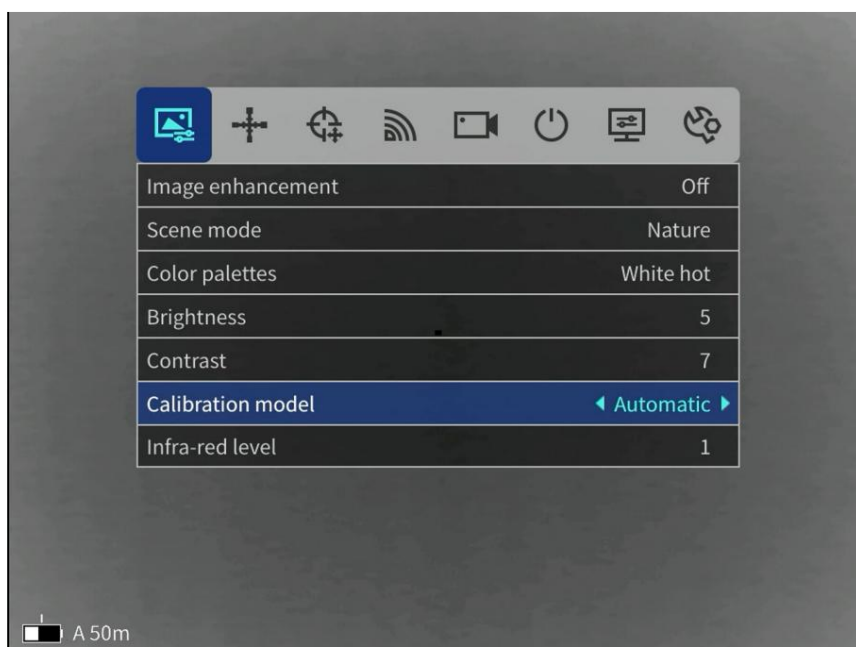 Image enhancement Off
Scene mode Nature
Color palettes White hot
Brightness 5
Contrast 7
Calibration model Automatic
Infra-red level 1
A 50m